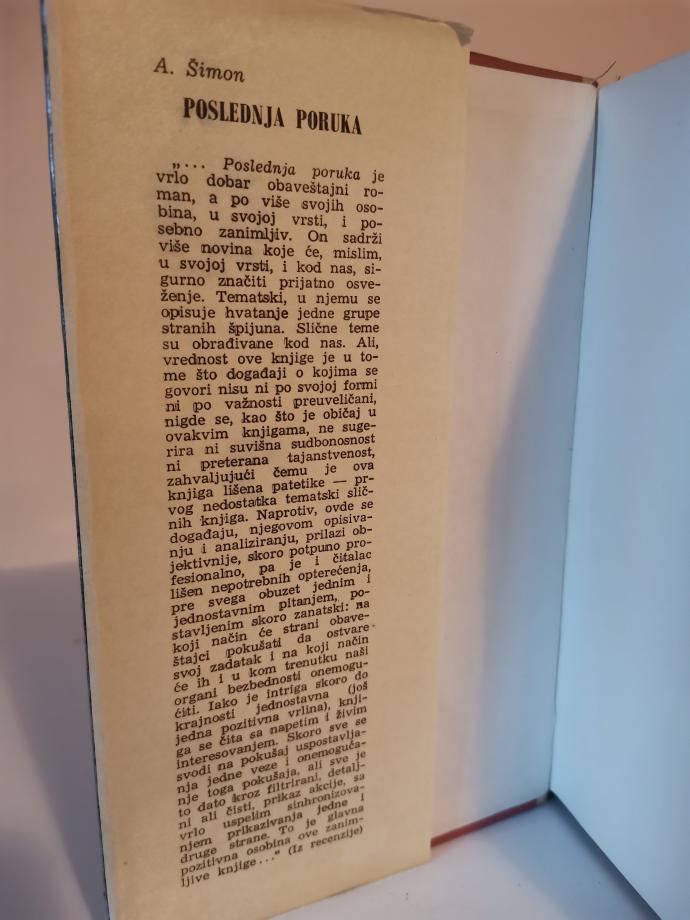 A. Šimon
POSLEDNJA PORUKA
„... Poslednja poruka je
vrlo dobar obaveštajni ro-
man, a po više svojih oso-
bina, u svojoj vrsti, i po-
sebno zanimljiv. On sadrži
više novina koje će, mislim,
u svojoj vrsti, i kod nas, si-
gurno značiti prijatno osve-
ženje. Tematski, u njemu se
opisuje hvatanje jedne grupe
stranih špijuna. Slične teme
su obrađivane kod nas. Ali,
vrednost ove knjige je u to-
me što događaji o kojima se
govori nisu ni po svojoj formi
ni po važnosti preuveličani,
nigde se, kao što je običaj u
ovakvim knjigama, ne suge-
rira ni suvišna sudbonosnost
ni preterana tajanstvenost,
zahvaljujući čemu je ova
knjiga lišena patetike — pr-
vog nedostatka tematski slič-
nih knjiga. Naprotiv, ovde se
događaju, njegovom opisiva-
nju i analiziranju, prilazi ob-
jektivnije, skoro potpuno pro-
fesionalno, pa je i čitalac
lišen nepotrebnih opterećenja,
pre svega obuzet jednim i
jednostavnim pitanjem, po-
stavljenim skoro zanatski: na
koji način će strani obave-
štajci pokušati da ostvare
svoj zadatak i na koji način
će ih i u kom trenutku naši
organi bezbednosti onemogu-
ćiti. Iako je intriga skoro do
krajnosti jednostavna (još
jedna pozitivna vrlina), knji-
ga se čita sa napetim i živim
interesovanjem. Skoro sve se
svodi na pokušaj uspostavlja-
nja jedne veze i onemoguća-
nje toga pokušaja, ali sve je
to dato kroz filtrirani, detalj-
ni ali čisti, prikaz akcije, sa
vrlo uspelim sinhronizova-
njem prikazivanja jedne i
druge strane. To je glavna
pozitivna osobina ove zanim-
ljive knjige..." (Iz recenzije)